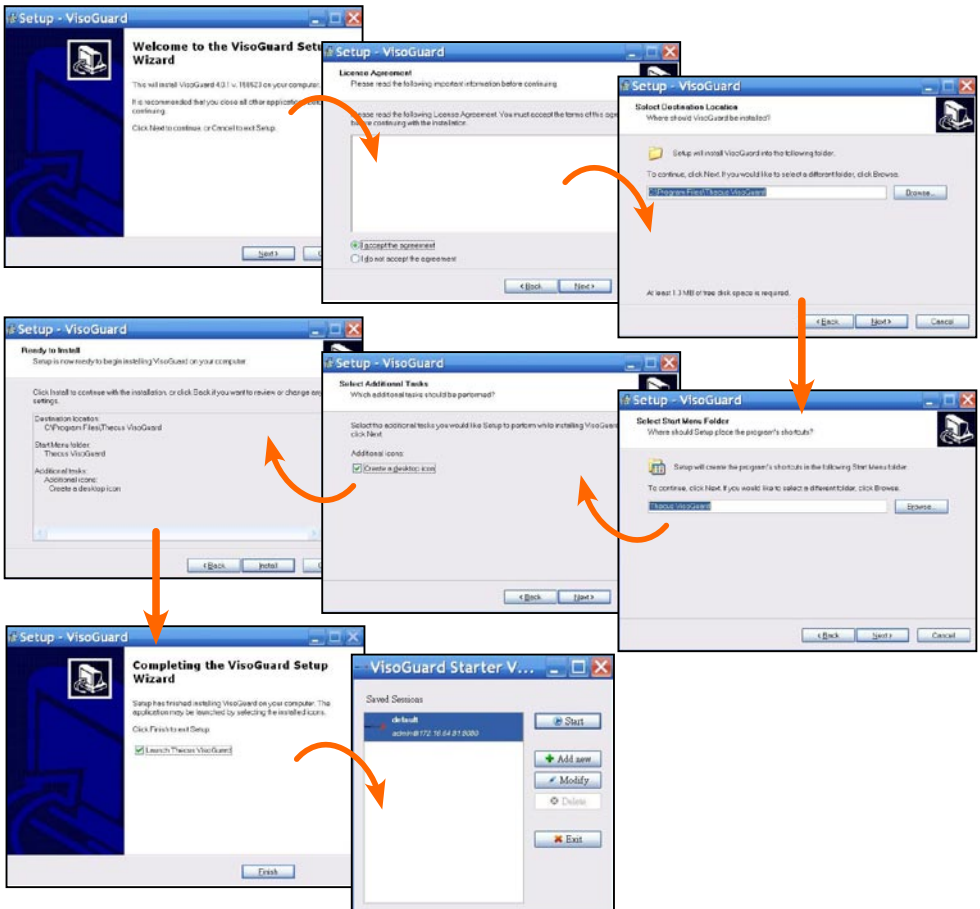 Setup - VisoGuard
Welcome to the VisoGuard Setu
Wizard
This will install VisoGuard 4.0.1 v. on your computer.
It is recommended that you close all other applications
continuing.
Click Next to continue, or Cancel to exit Setup.
Next >
Setup - VisoGuard
License Agreement
Please read the following important information before continuing.
Please read the following License Agreement. You must accept the terms of this agre
before continuing with the installation.
I accept the agreement
I do not accept the agreement
< Back
Next >
Setup - VisoGuard
Select Destination Location
Where should VisoGuard be installed?
Setup will install VisoGuard into the following folder.
To continue, click Next. If you would like to select a different folder, click Browse.
C:\Program Files\Thecus VisoGuard
Browse...
At least 1.3 MB of free disk space is required.
< Back
Next >
Cancel
Setup - VisoGuard
Select Start Menu Folder
Where should Setup place the program's shortcuts?
Setup will create the program's shortcuts in the following Start Menu folder.
To continue, click Next. If you would like to select a different folder, click Browse.
Thecus VisoGuard
Browse...
< Back
Next >
Cancel
Setup - VisoGuard
Select Additional Tasks
Which additional tasks should be performed?
Select the additional tasks you would like Setup to perform while installing VisoGuard
click Next.
Additional icons:
Create a desktop icon
< Back
Next >
Setup - VisoGuard
Ready to Install
Setup is now ready to begin installing VisoGuard on your computer.
Click Install to continue with the installation, or click Back if you want to review or change any
settings.
Destination location:
C:\Program Files\Thecus VisoGuard
Start Menu folder:
Thecus VisoGuard
Additional tasks:
Additional icons:
Create a desktop icon
< Back
Install
Setup - VisoGuard
Completing the VisoGuard Setup
Wizard
Setup has finished installing VisoGuard on your computer. The
application may be launched by selecting the installed icons.
Click Finish to exit Setup.
Launch Thecus VisoGuard
Finish
VisoGuard Starter V...
Saved Sessions
default
admin@172.16.64.81:8080
Start
Add new
Modify
Delete
Exit